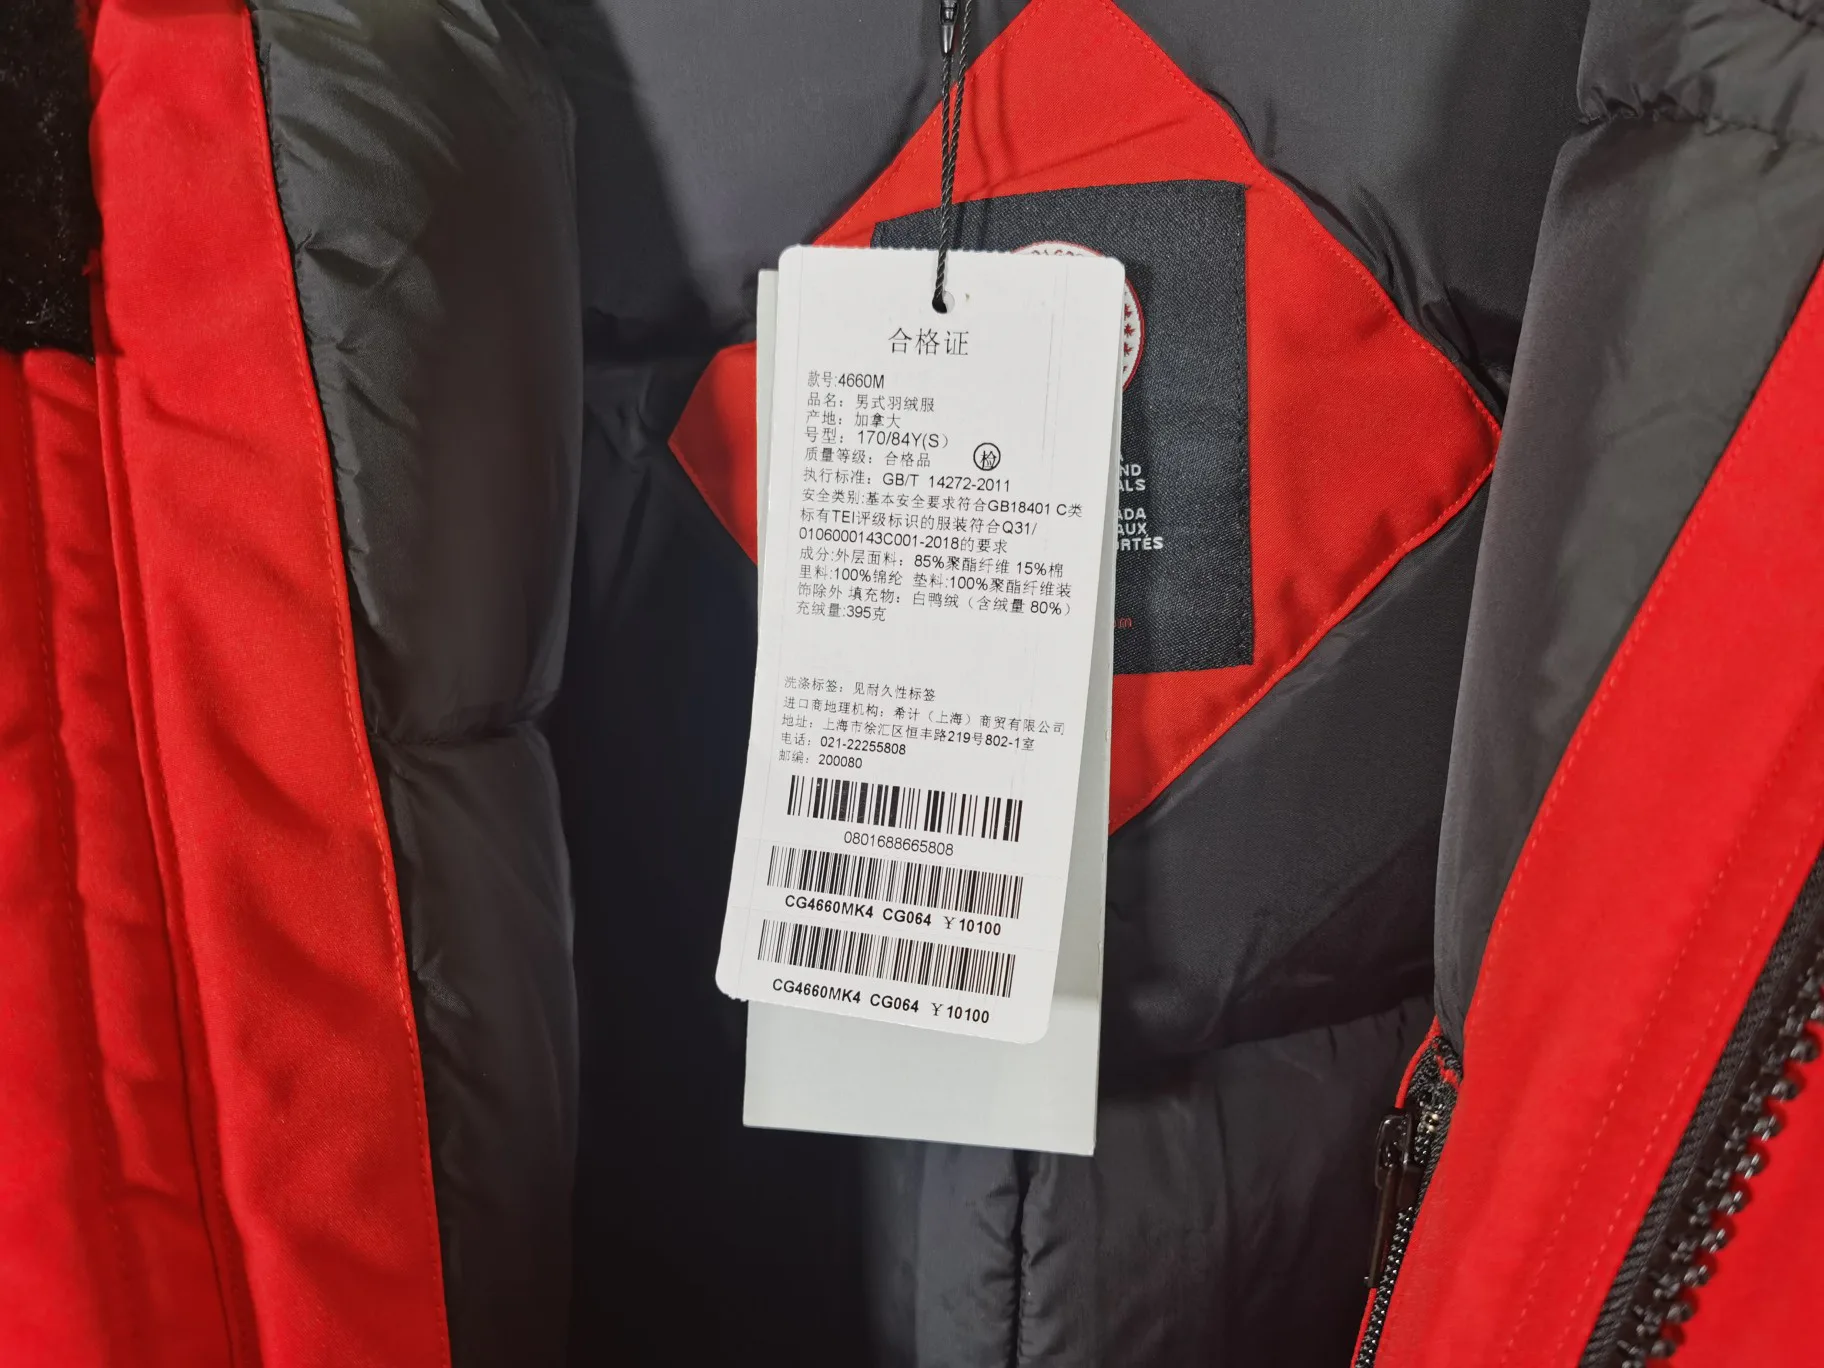 合格证
款号:4660M
品名：男式羽绒服
产地：加拿大
号型：170/84Y(S)
质量等级：合格品 检
执行标准：GB/T 14272-2011
安全类别:基本安全要求符合GB18401 C类
标有TEI评级标识的服装符合Q31/
0106000143C001-2018的要求
成分:外层面料：85%聚酯纤维 15%棉
里料:100%锦纶 垫料:100%聚酯纤维装
饰除外 填充物：白鸭绒（含绒量 80%）
充绒量:395克
洗涤标签：见耐久性标签
进口商地理机构：希计（上海）商贸有限公司
地址：上海市徐汇区恒丰路219号802-1室
电话：021-22255808
邮编：200080
0801688665808
CG4660MK4 CG064 ￥10100
CG4660MK4 CG064 ￥10100
A
ND
ALS
ADA
AUX
ORTÉS